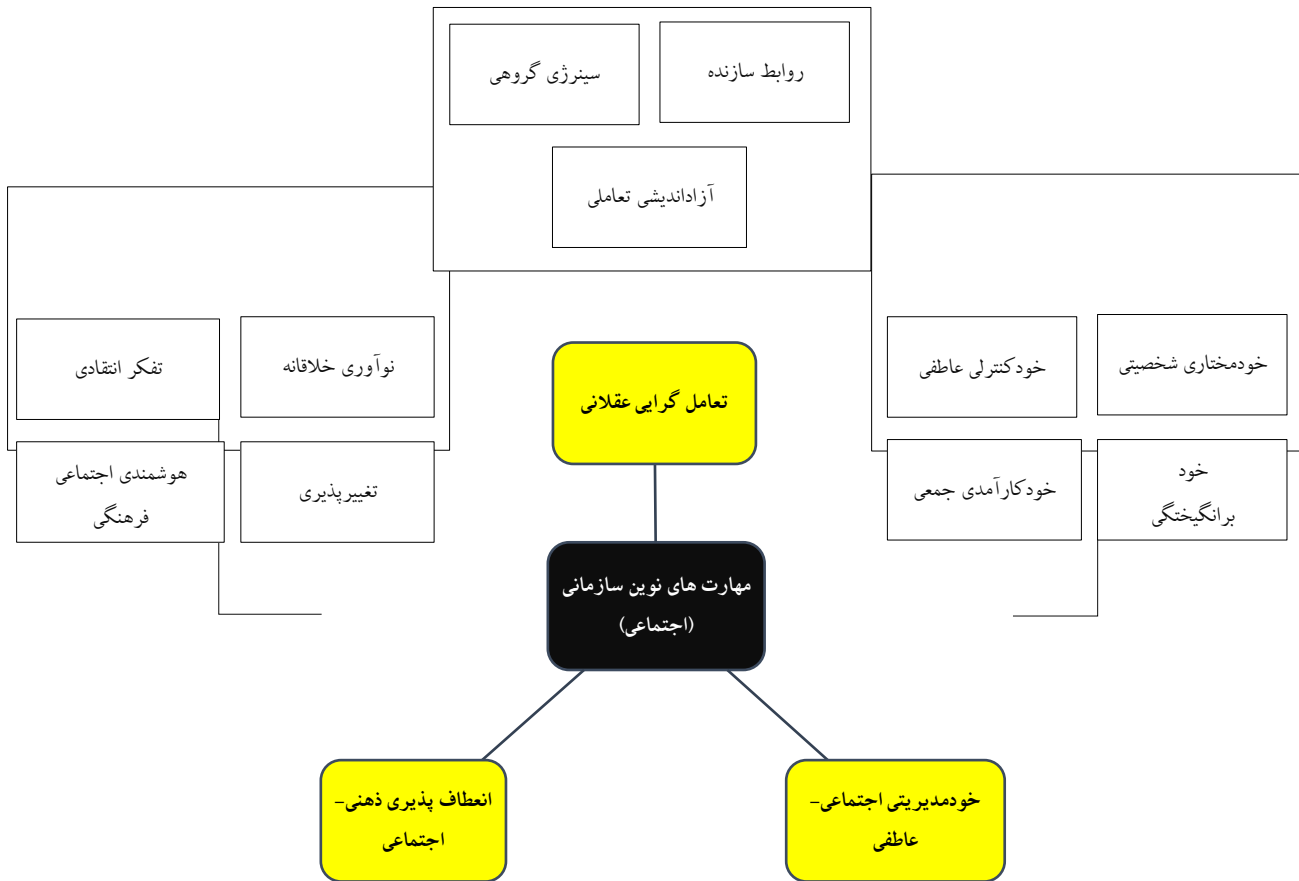 روابط سازنده
سینرژی گروهی
آزاداندیشی تعاملی
خودمختاری شخصیتی
خودکنترلی عاطفی
نوآوری خلاقانه
تفکر انتقادی
تعامل گرایی عقلانی
خود
برانگیختگی
خودکارآمدی جمعی
تغییرپذیری
هوشمندی اجتماعی
فرهنگی
مهارت های نوین سازمانی
(اجتماعی)
خودمدیریتی اجتماعی-
عاطفی
انعطاف پذیری ذهنی-
اجتماعی